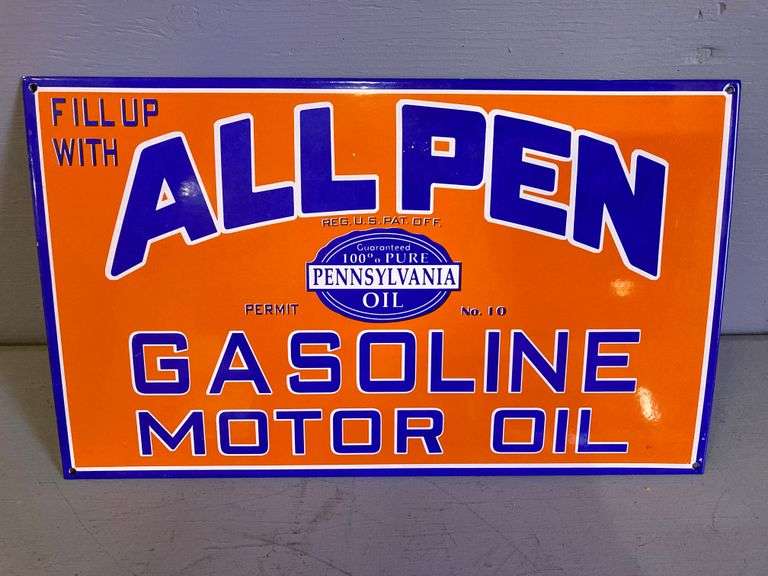 FILL UP
WITH
ALL PEN
REG. U.S. PAT. OFF.
Guaranteed
100% PURE
PENNSYLVANIA
OIL
PERMIT No. 10
GASOLINE
MOTOR OIL